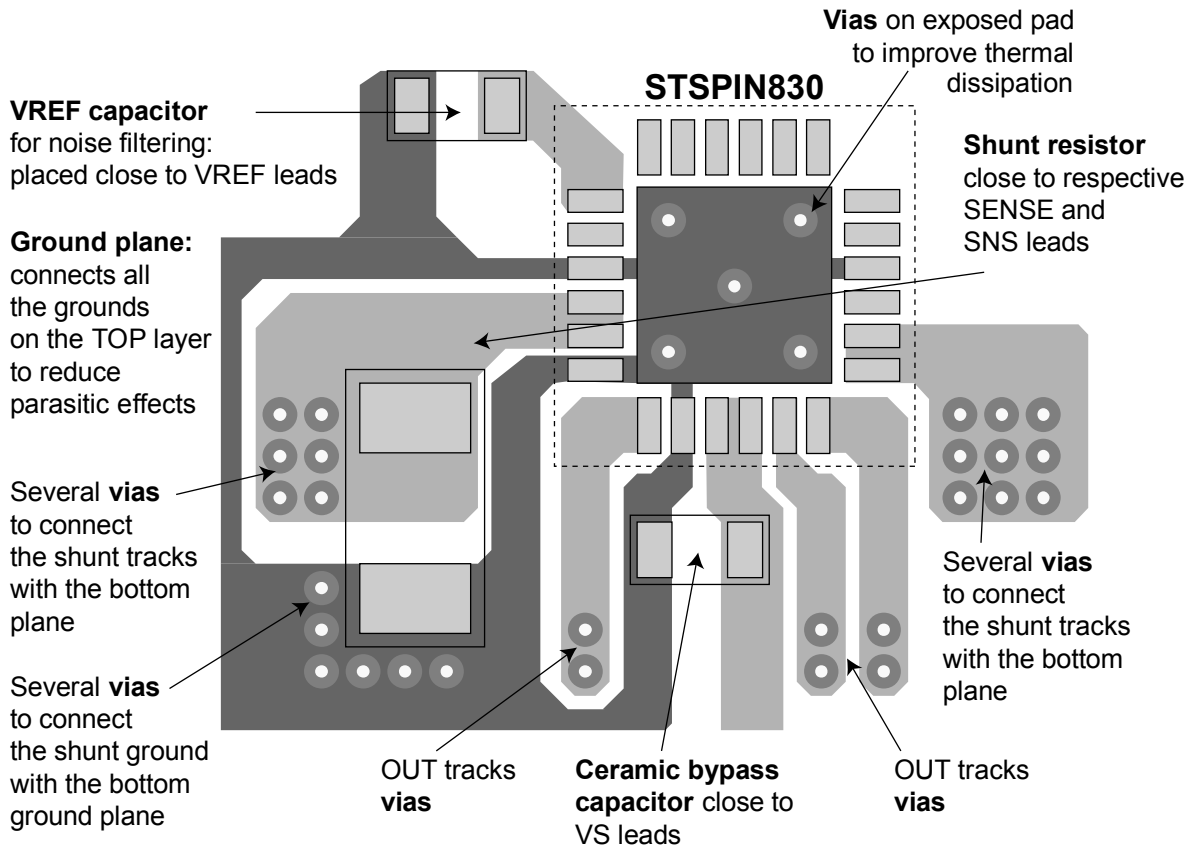 Vias on exposed pad
to improve thermal
dissipation
STSPIN830
VREF capacitor
for noise filtering:
placed close to VREF leads
Shunt resistor
close to respective
SENSE and
SNS leads
Ground plane:
connects all
the grounds
on the TOP layer
to reduce
parasitic effects
Several vias
to connect
the shunt tracks
with the bottom
plane
Several vias
to connect
the shunt tracks
with the bottom
plane
Several vias
to connect
the shunt ground
with the bottom
ground plane
OUT tracks
vias
Ceramic bypass
capacitor close to
VS leads
OUT tracks
vias